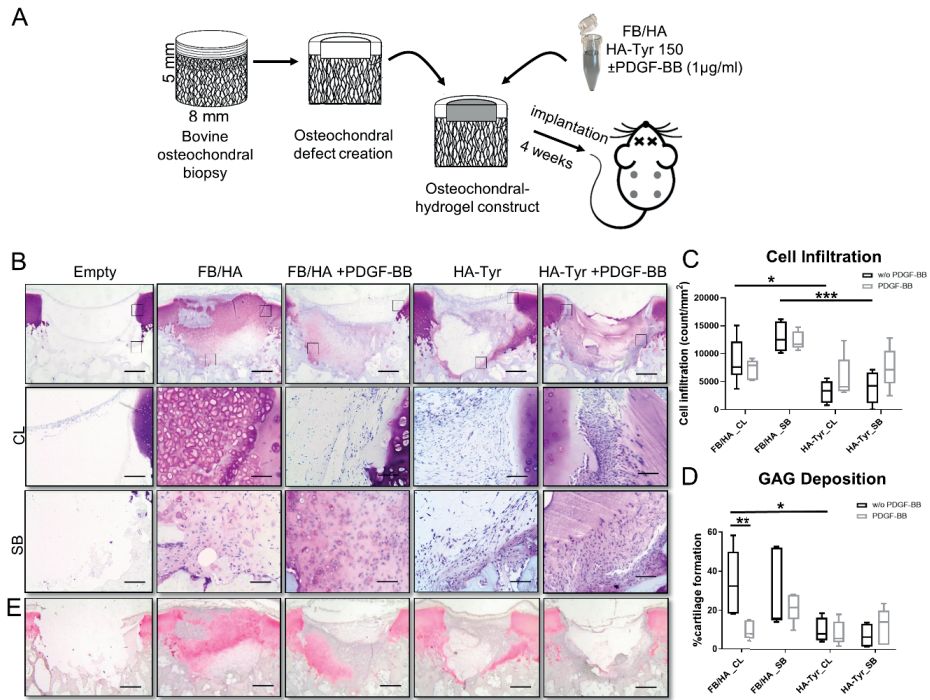 A
5 mm
8 mm
Bovine
osteochondral
biopsy
Osteochondral
defect creation
FB/HA
HA-Tyr 150
±PDGF-BB (1µg/ml)
Osteochondral-
hydrogel construct
implantation
4 weeks
B
Empty
FB/HA
FB/HA +PDGF-BB
HA-Tyr
HA-Tyr +PDGF-BB
CL
SB
E
C
Cell Infiltration
w/o PDGF-BB
PDGF-BB
*
***
Cell infiltration (count/mm²)
20000
15000
10000
5000
0
FB/HA_CL
FB/HA_SB
HA-Tyr_CL
HA-Tyr_SB
D
GAG Deposition
w/o PDGF-BB
PDGF-BB
*
**
%cartilage formation
60
40
20
0
FB/HA_CL
FB/HA_SB
HA-Tyr_CL
HA-Tyr_SB